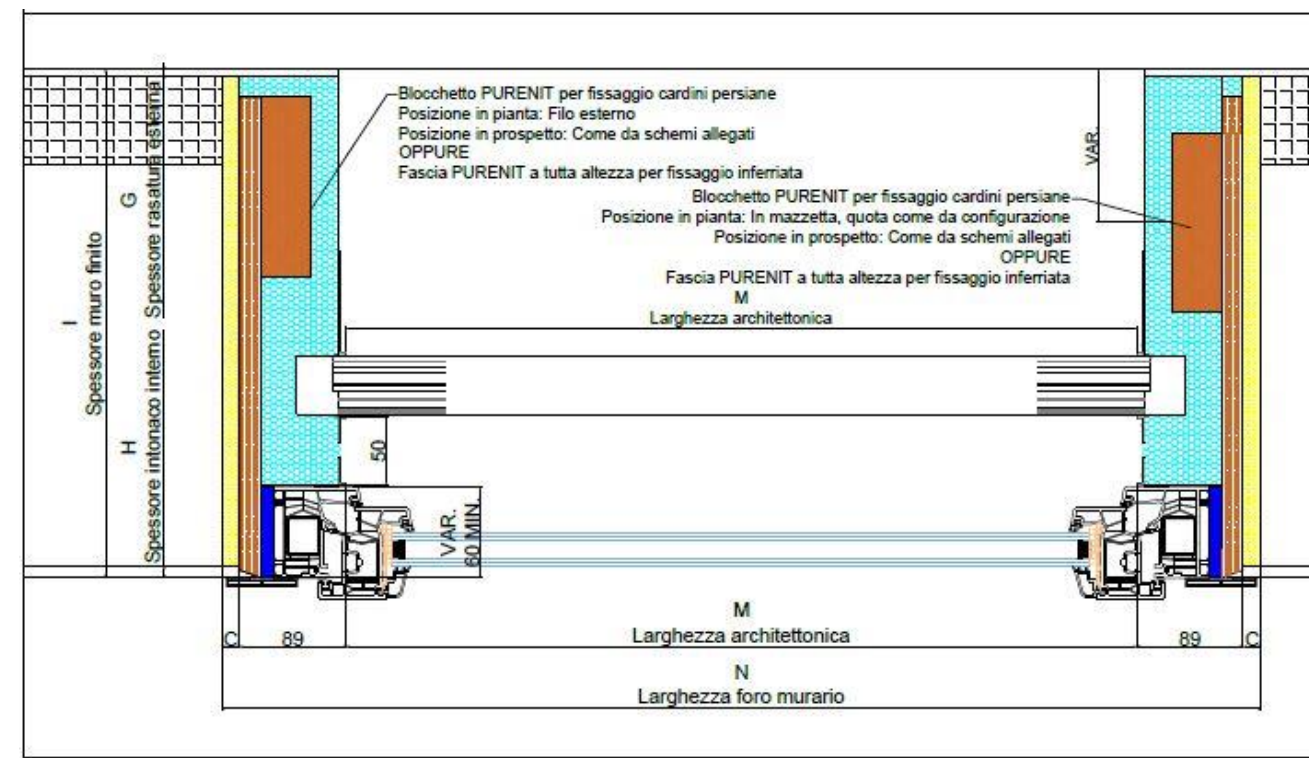 Blocchetto PURENIT per fissaggio cardini persiane
Posizione in pianta: Filo esterno
Posizione in prospetto: Come da schemi allegati
OPPURE
Fascia PURENIT a tutta altezza per fissaggio inferriata
VAR.
Blocchetto PURENIT per fissaggio cardini persiane
Posizione in pianta: In mazzetta, quota come da configurazione
Posizione in prospetto: Come da schemi allegati
OPPURE
Fascia PURENIT a tutta altezza per fissaggio inferriata
M
Larghezza architettonica
I
Spessore muro finito
G
Spessore rasatura esterna
H
Spessore intonaco interno
50
VAR.
60 MIN.
M
Larghezza architettonica
C
89
89
C
N
Larghezza foro murario